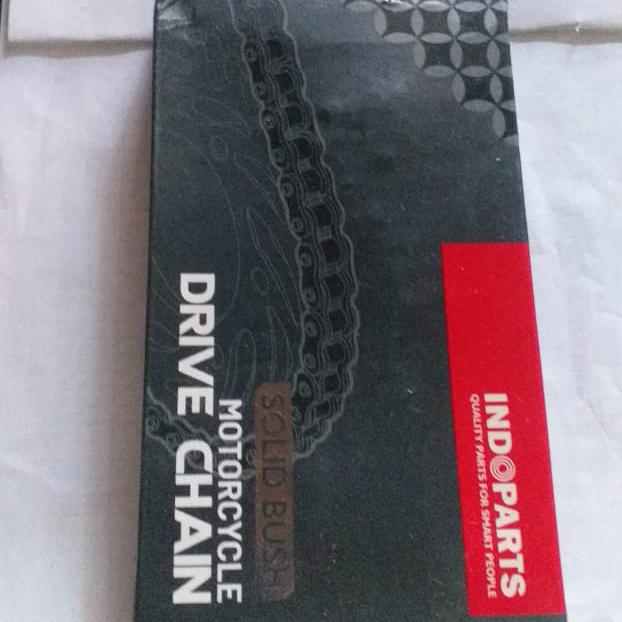 INDOPARTS
QUALITY PARTS FOR SMART PEOPLE
SOLID BUSH
MOTORCYCLE
DRIVE CHAIN